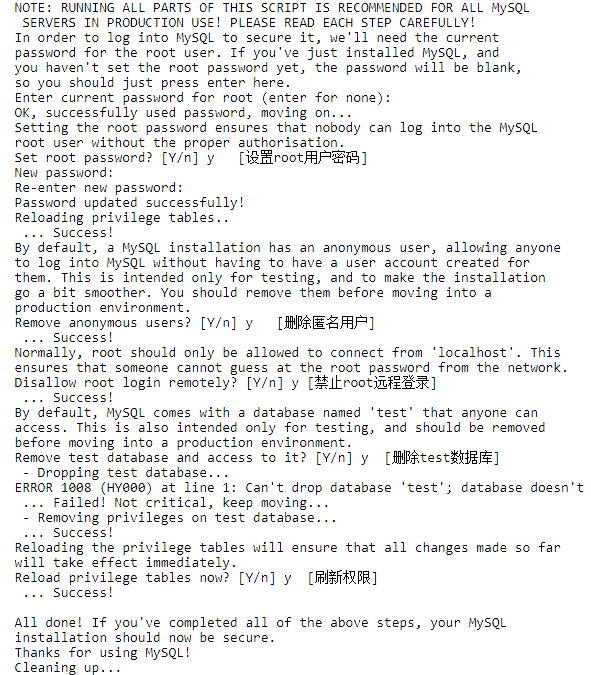 NOTE: RUNNING ALL PARTS OF THIS SCRIPT IS RECOMMENDED FOR ALL MySQL
SERVERS IN PRODUCTION USE! PLEASE READ EACH STEP CAREFULLY!
In order to log into MySQL to secure it, we'll need the current
password for the root user. If you've just installed MySQL, and
you haven't set the root password yet, the password will be blank,
so you should just press enter here.
Enter current password for root (enter for none):
OK, successfully used password, moving on...
Setting the root password ensures that nobody can log into the MySQL
root user without the proper authorisation.
Set root password? [Y/n] y [设置root用户密码]
New password:
Re-enter new password:
Password updated successfully!
Reloading privilege tables..
... Success!
By default, a MySQL installation has an anonymous user, allowing anyone
to log into MySQL without having to have a user account created for
them. This is intended only for testing, and to make the installation
go a bit smoother. You should remove them before moving into a
production environment.
Remove anonymous users? [Y/n] y [删除匿名用户]
... Success!
Normally, root should only be allowed to connect from 'localhost'. This
ensures that someone cannot guess at the root password from the network.
Disallow root login remotely? [Y/n] y [禁止root远程登录]
... Success!
By default, MySQL comes with a database named 'test' that anyone can
access. This is also intended only for testing, and should be removed
before moving into a production environment.
Remove test database and access to it? [Y/n] y [删除test数据库]
- Dropping test database...
ERROR 1008 (HY000) at line 1: Can't drop database 'test'; database doesn't
... Failed! Not critical, keep moving...
- Removing privileges on test database...
... Success!
Reloading the privilege tables will ensure that all changes made so far
will take effect immediately.
Reload privilege tables now? [Y/n] y [刷新权限]
... Success!
All done! If you've completed all of the above steps, your MySQL
installation should now be secure.
Thanks for using MySQL!
Cleaning up...